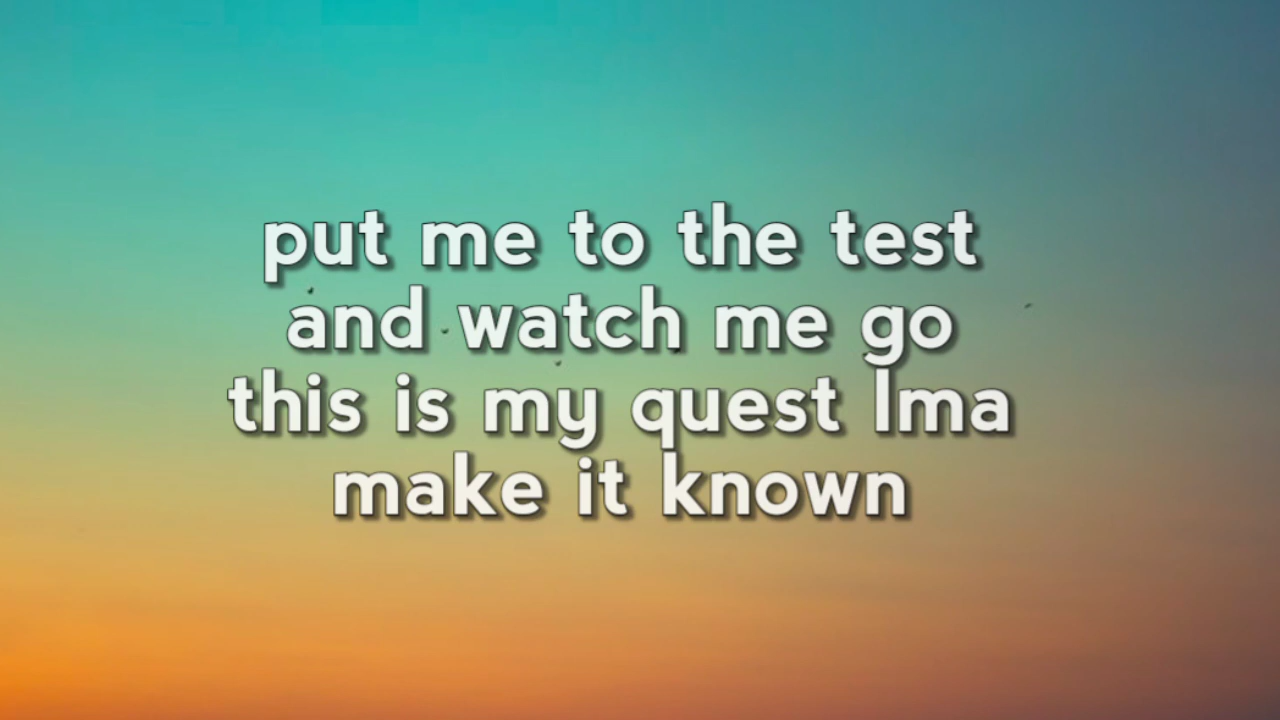 put me to the test
and watch me go
this is my quest Ima
make it known